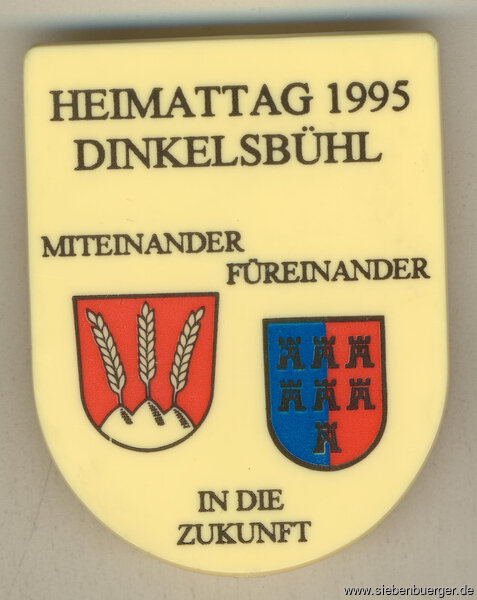 HEIMATTAG 1995
DINKELSBÜHL
MITEINANDER
FÜREINANDER
IN DIE
ZUKUNFT
www.siebenbuerger.de